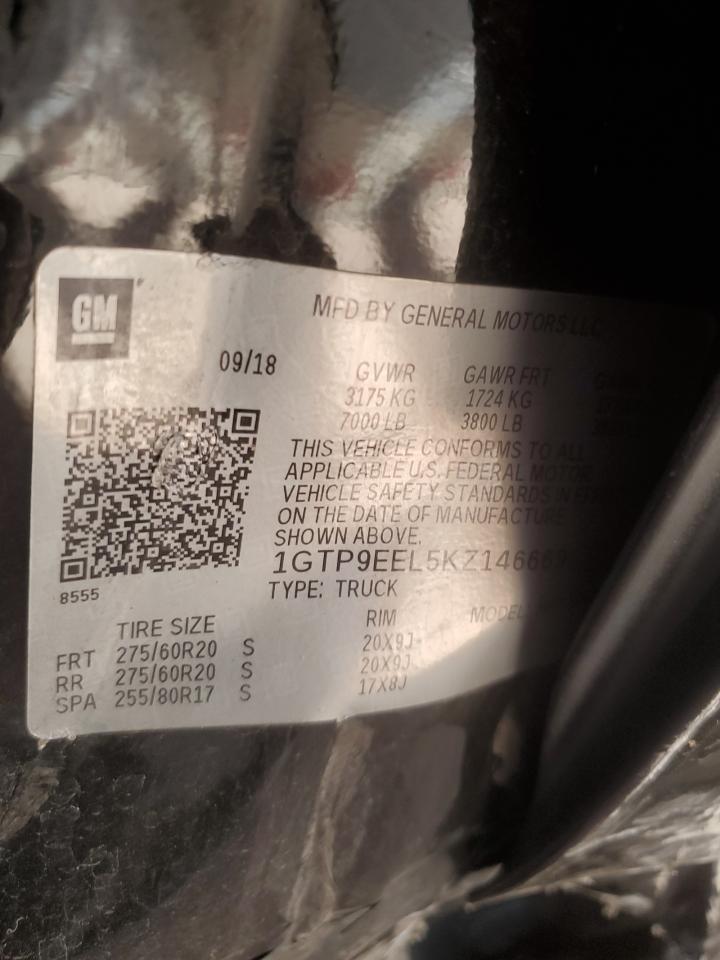 GM
MFD BY GENERAL MOTORS LLC
09/18
GVWR GAWR FRT
3175 KG 1724 KG
7000 LB 3800 LB
THIS VEHICLE CONFORMS TO ALL
APPLICABLE U.S. FEDERAL MOTOR
VEHICLE SAFETY STANDARDS IN
ON THE DATE OF MANUFACTURE
SHOWN ABOVE.
8555
TYPE: TRUCK
TIRE SIZE RIM MODEL
FRT 275/60R20 S 20X9J
RR 275/60R20 S 20X9J
SPA 255/80R17 S 17X8J